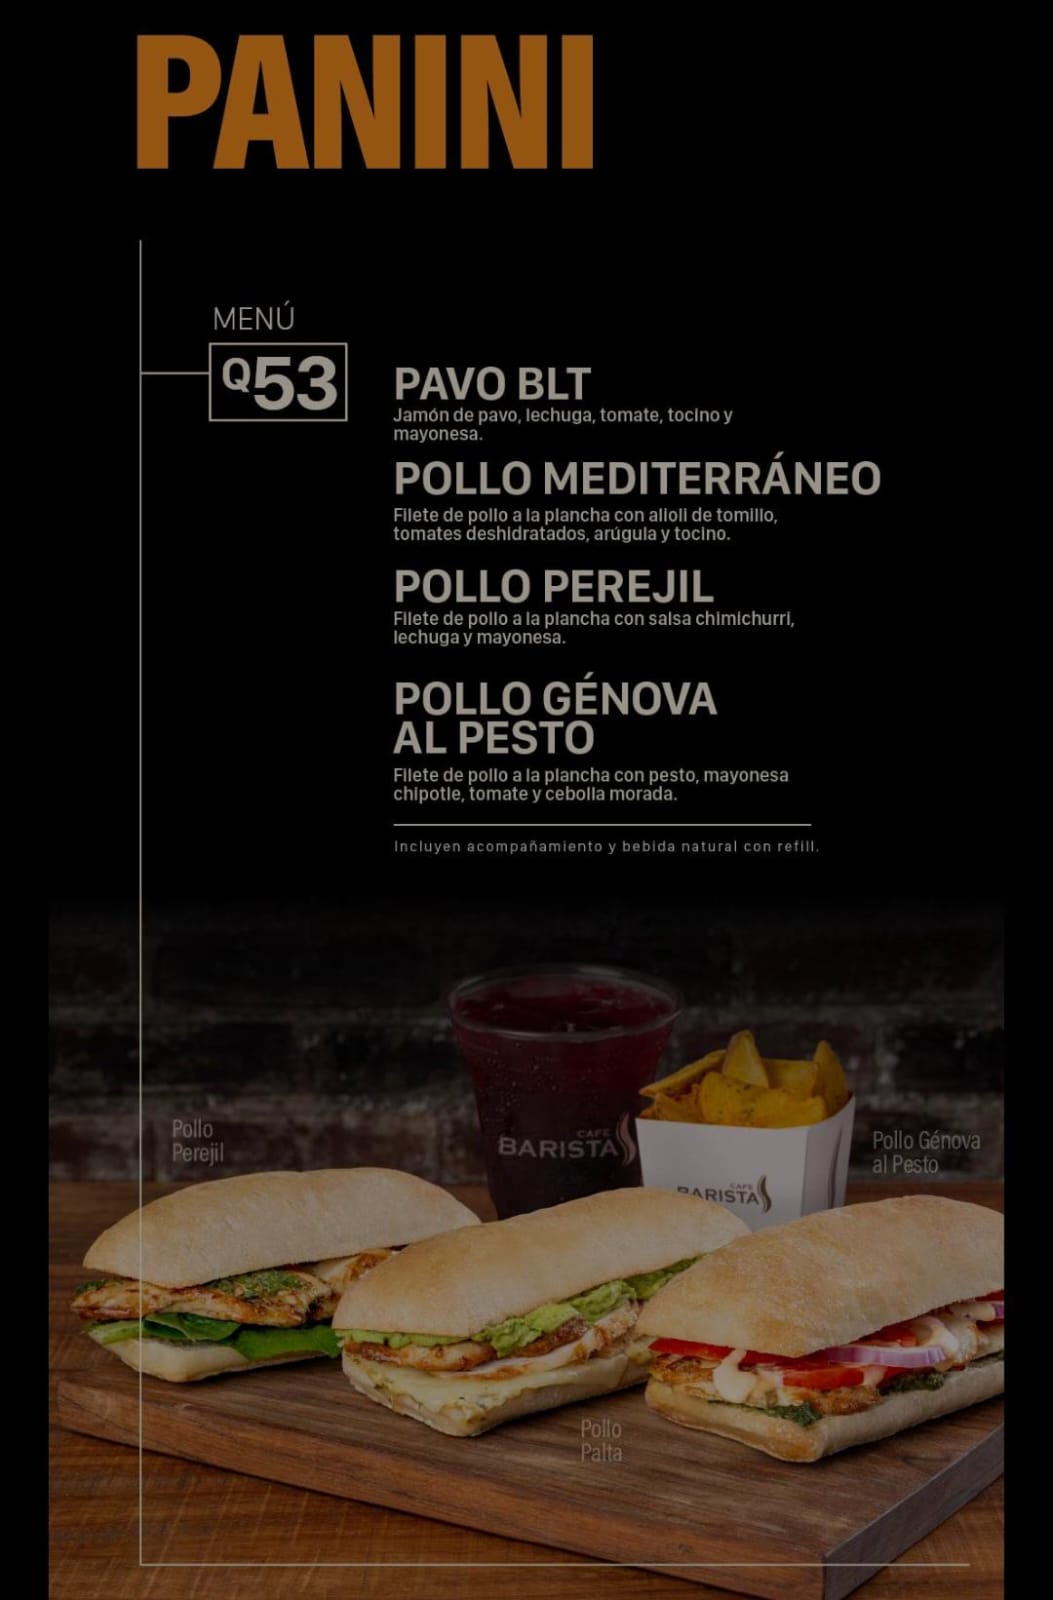 PANINI
MENÚ
Q53
PAVO BLT
Jamón de pavo, lechuga, tomate, tocino y
mayonesa.
POLLO MEDITERRÁNEO
Filete de pollo a la plancha con alioli de tomillo,
tomates deshidratados, arúgula y tocino.
POLLO PEREJIL
Filete de pollo a la plancha con salsa chimichurri,
lechuga y mayonesa.
POLLO GÉNOVA
AL PESTO
Filete de pollo a la plancha con pesto, mayonesa
chipotle, tomate y cebolla morada.
Incluyen acompañamiento y bebida natural con refill.
Pollo
Perejil
CAFE
BARISTA
CAFE
BARISTA
Pollo Génova
al Pesto
Pollo
Palta